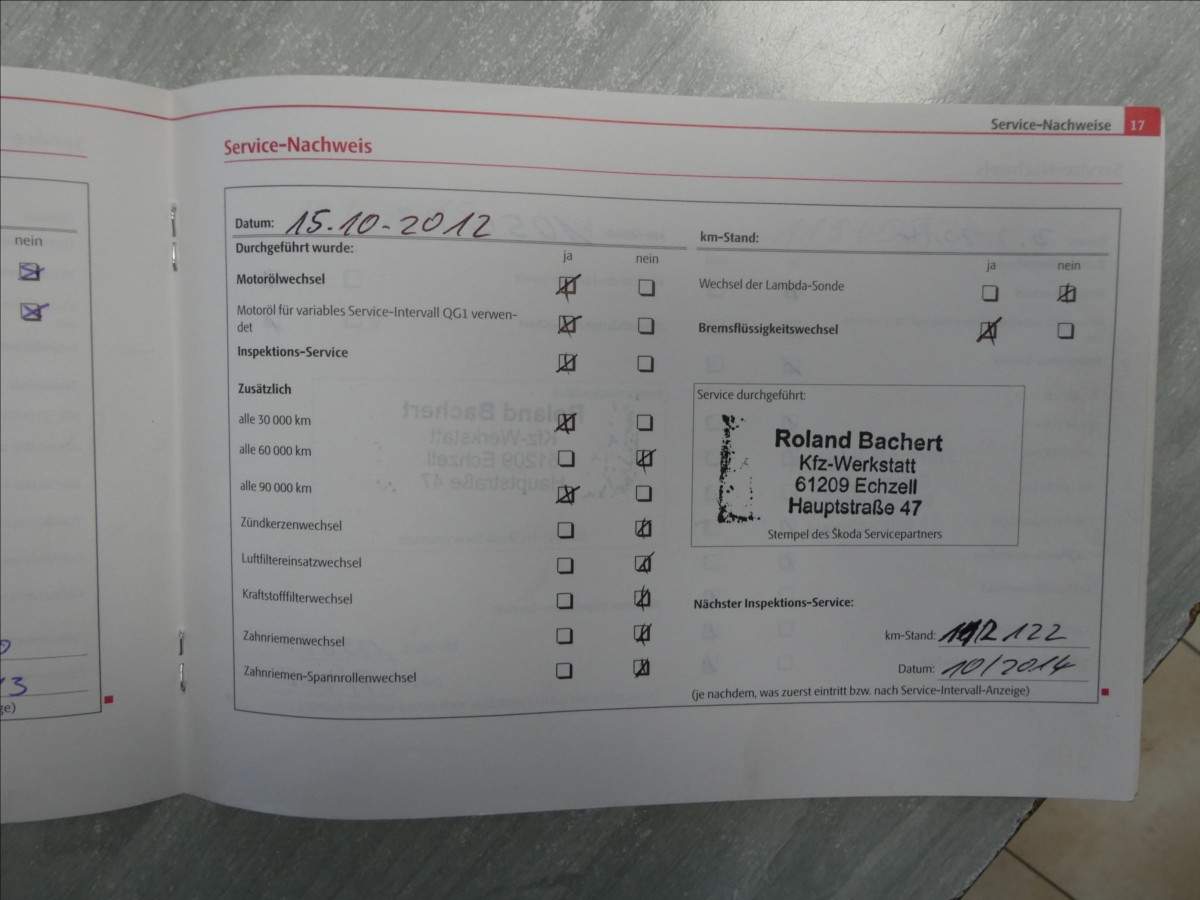 Service-Nachweise 17
Service-Nachweis
nein
Datum: 15.10-2012
km-Stand:
Durchgeführt wurde:
ja nein
ja nein
Motorölwechsel
Motoröl für variables Service-Intervall QG1 verwen-
det
Inspektions-Service
Zusätzlich
alle 30 000 km
alle 60 000 km
alle 90 000 km
Zündkerzenwechsel
Luftfiltereinsatzwechsel
Kraftstofffilterwechsel
Zahnriemenwechsel
Zahnriemen-Spannrollenwechsel
Wechsel der Lambda-Sonde
Bremsflüssigkeitswechsel
Service durchgeführt:
Roland Bachert
Kfz-Werkstatt
61209 Echzell
Hauptstraße 47
Stempel des Škoda Servicepartners
Nächster Inspektions-Service:
km-Stand: 122
Datum: 10/2014
(je nachdem, was zuerst eintritt bzw. nach Service-Intervall-Anzeige)